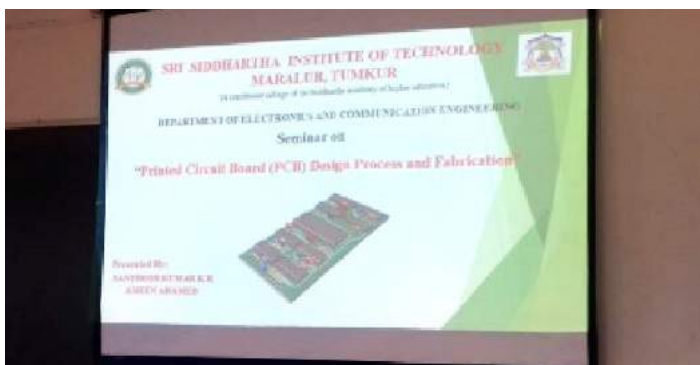 SRI SIDDHARTHA INSTITUTE OF TECHNOLOGY
MARALUR, TUMKUR
DEPARTMENT OF ELECTRONICS AND COMMUNICATION ENGINEERING
Seminar on
"Printed Circuit Board (PCB) Design Process and Fabrication"
Presented By:
KUMAR K.R